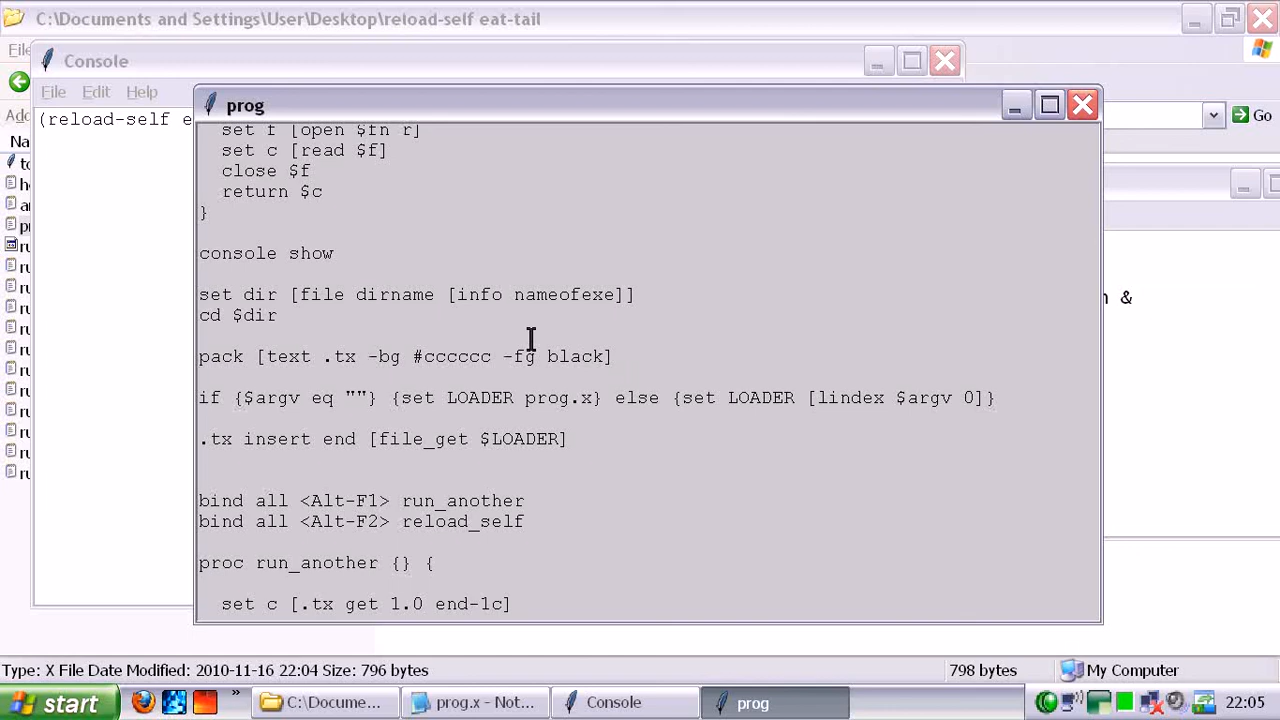 C:\Documents and Settings\User\Desktop\reload-self eat-tail
File
Console
File Edit Help
(reload-self
prog
set f [open $fn r]
set c [read $f]
close $f
return $c
}
console show
set dir [file dirname [info nameofexe]]
cd $dir
pack [text .tx -bg #cccccc -fg black]
if {$argv eq ""} {set LOADER prog.x} else {set LOADER [lindex $argv 0]}
.tx insert end [file_get $LOADER]
bind all <Alt-F1> run_another
bind all <Alt-F2> reload_self
proc run_another {} {
set c [.tx get 1.0 end-1c]
Go
&
Type: X File Date Modified: 2010-11-16 22:04 Size: 796 bytes
798 bytes
My Computer
start
»
C:\Docume...
prog.x - Not...
Console
prog
22:05